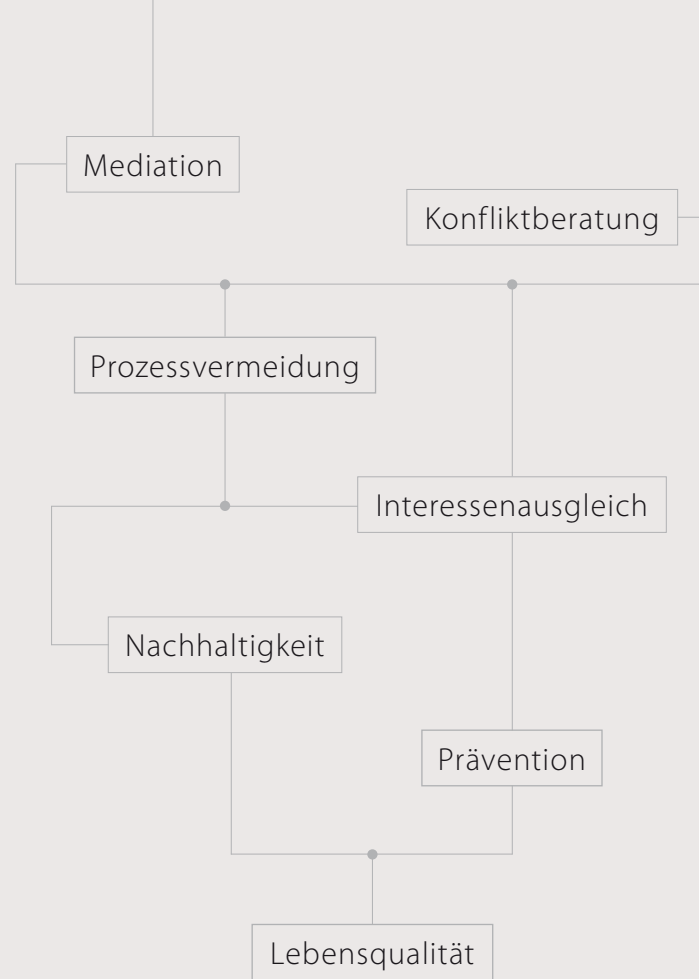 Mediation
Konfliktberatung
Prozessvermeidung
Interessenausgleich
Nachhaltigkeit
Prävention
Lebensqualität